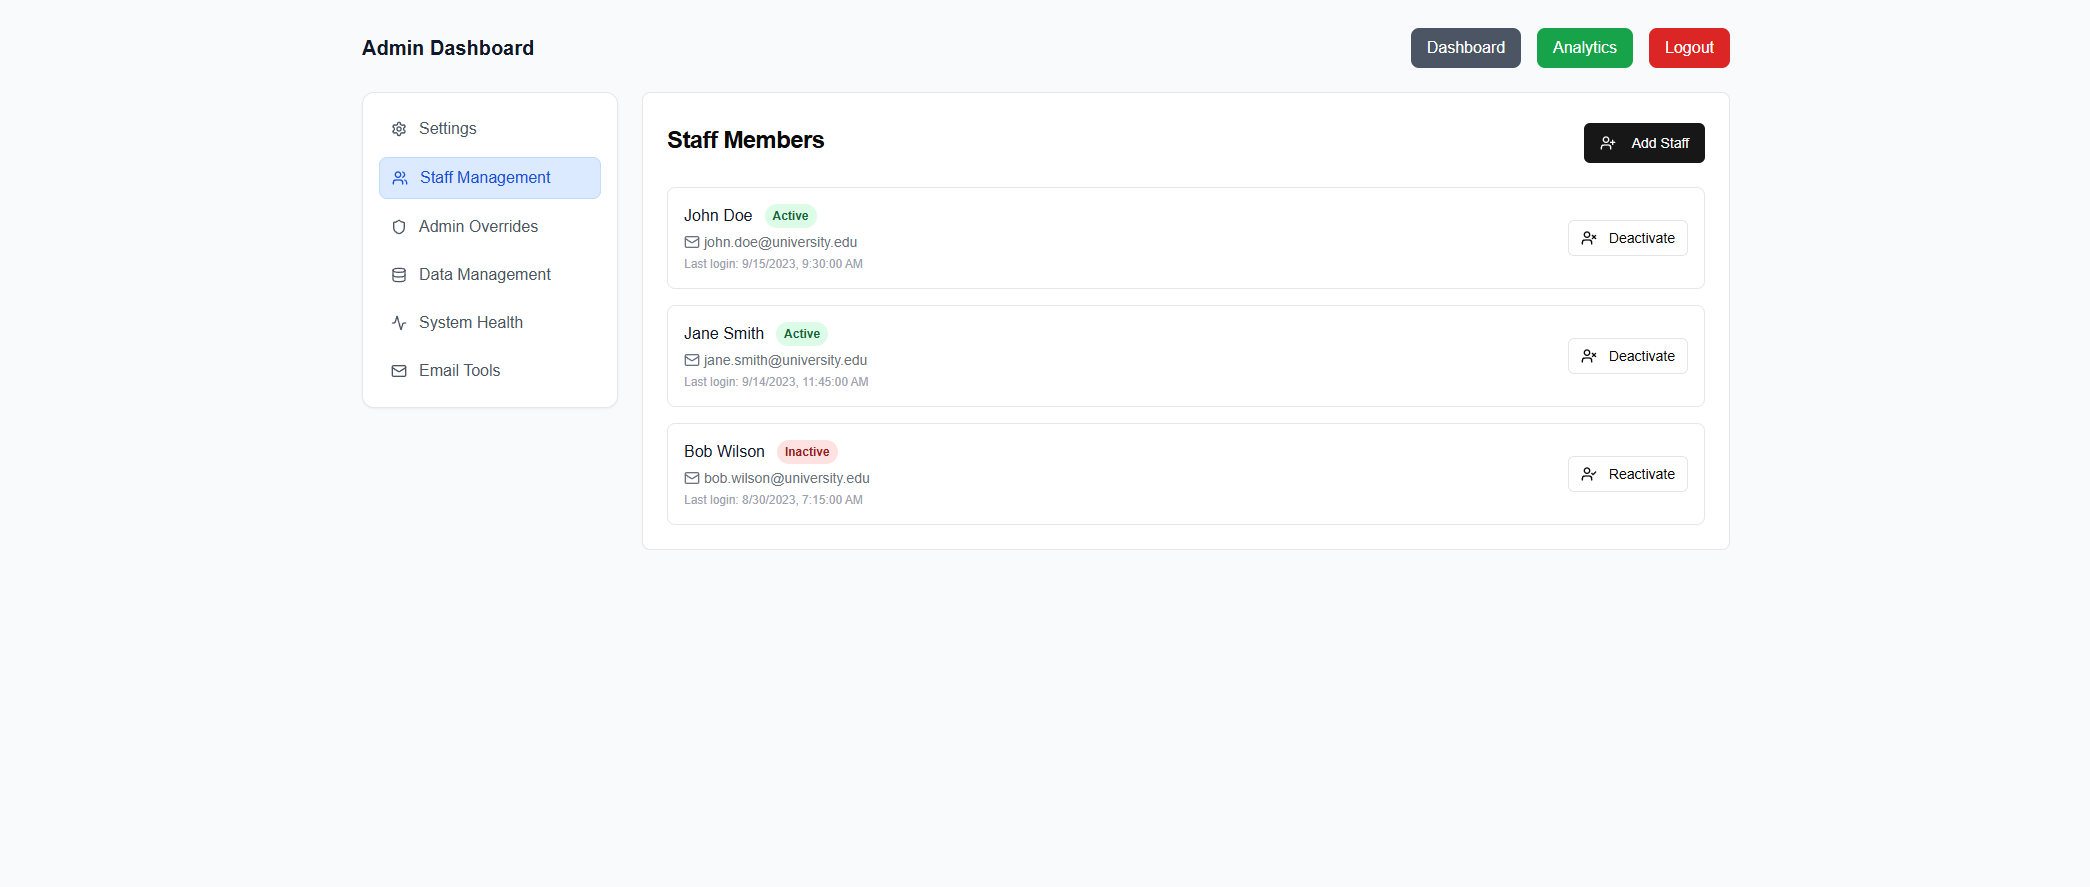 Admin Dashboard
Dashboard
Analytics
Logout
Settings
Staff Management
Admin Overrides
Data Management
System Health
Email Tools
Staff Members
Add Staff
John Doe Active
john.doe@university.edu
Last login: 9/15/2023, 9:30:00 AM
Deactivate
Jane Smith Active
jane.smith@university.edu
Last login: 9/14/2023, 11:45:00 AM
Deactivate
Bob Wilson Inactive
bob.wilson@university.edu
Last login: 8/30/2023, 7:15:00 AM
Reactivate